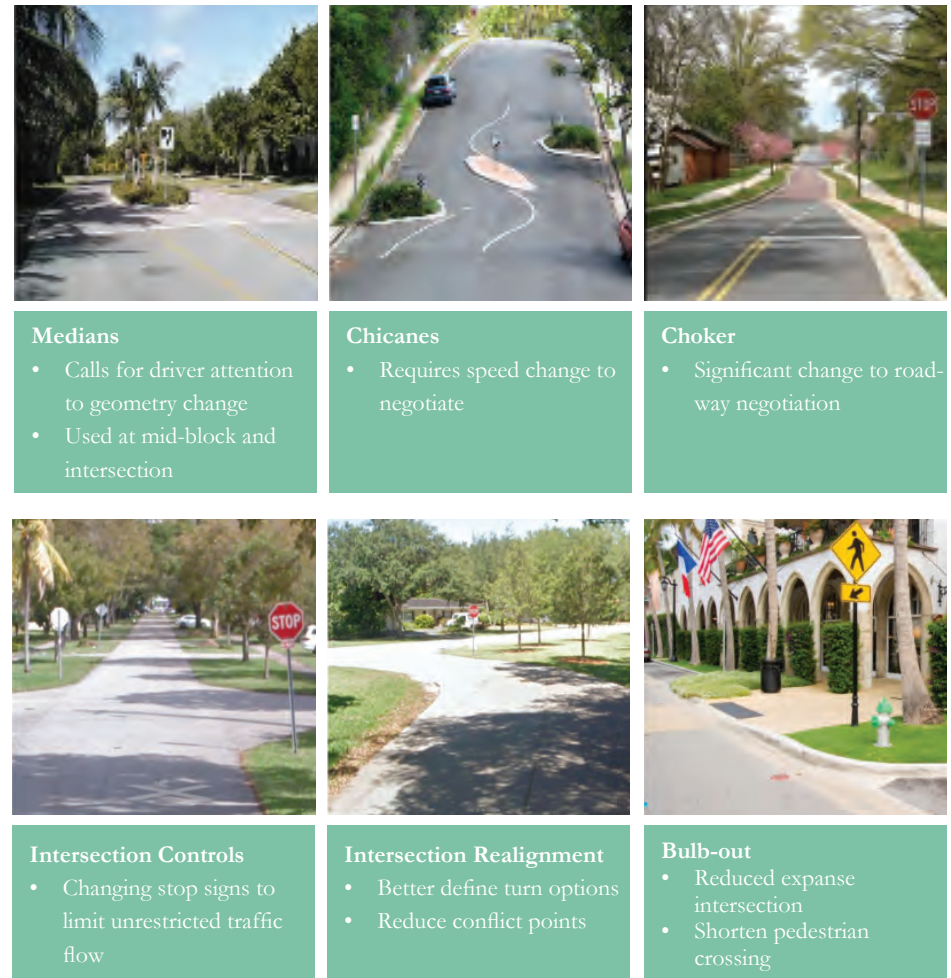 STOP
Medians
• Calls for driver attention
to geometry change
• Used at mid-block and
intersection
Chicanes
• Requires speed change to
negotiate
Choker
• Significant change to road-
way negotiation
STOP
Intersection Controls
• Changing stop signs to
limit unrestricted traffic
flow
Intersection Realignment
• Better define turn options
• Reduce conflict points
Bulb-out
• Reduced expanse
intersection
• Shorten pedestrian
crossing